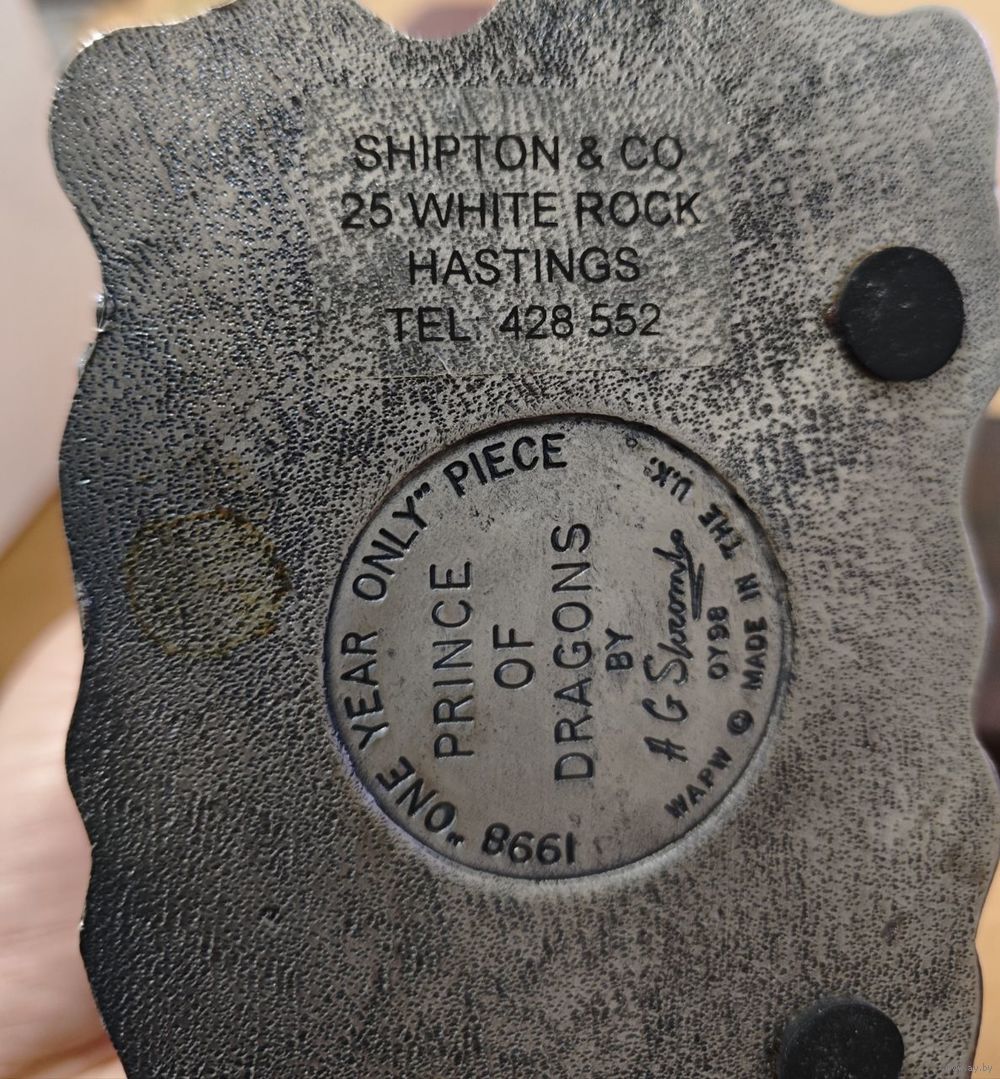 SHIPTON & CO
25 WHITE ROCK
HASTINGS
TEL: 428 552
1998 "ONE YEAR ONLY" PIECE
PRINCE
OF
DRAGONS
BY
A G Slocombe
OY98
WAPW © MADE IN THE U.K.